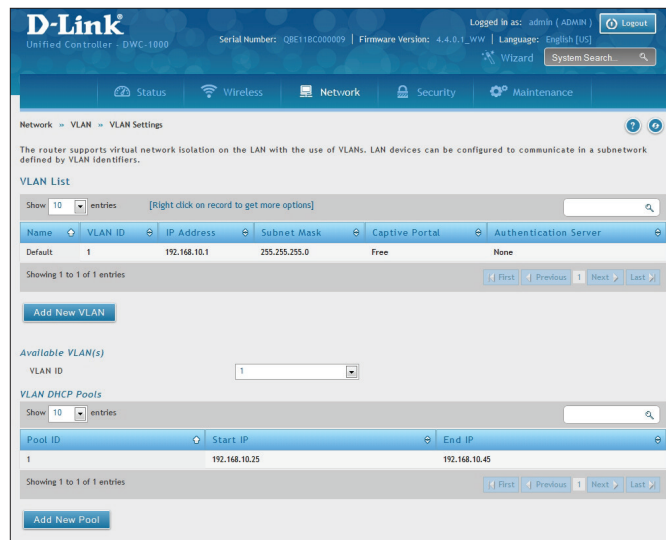 D-Link®
Unified Controller - DWC-1000
Logged in as: admin ( ADMIN ) Logout
Serial Number: QBE11BC000009 | Firmware Version: 4.4.0.1_WW | Language: English [US]
Wizard System Search...
Status Wireless Network Security Maintenance
Network » VLAN » VLAN Settings
The router supports virtual network isolation on the LAN with the use of VLANs. LAN devices can be configured to communicate in a subnetwork
defined by VLAN identifiers.
VLAN List
Show 10 entries [Right click on record to get more options]
Name VLAN ID IP Address Subnet Mask Captive Portal Authentication Server
Default 1 192.168.10.1 255.255.255.0 Free None
Showing 1 to 1 of 1 entries First Previous 1 Next Last
Add New VLAN
Available VLAN(s)
VLAN ID 1
VLAN DHCP Pools
Show 10 entries
Pool ID Start IP End IP
1 192.168.10.25 192.168.10.45
Showing 1 to 1 of 1 entries First Previous 1 Next Last
Add New Pool